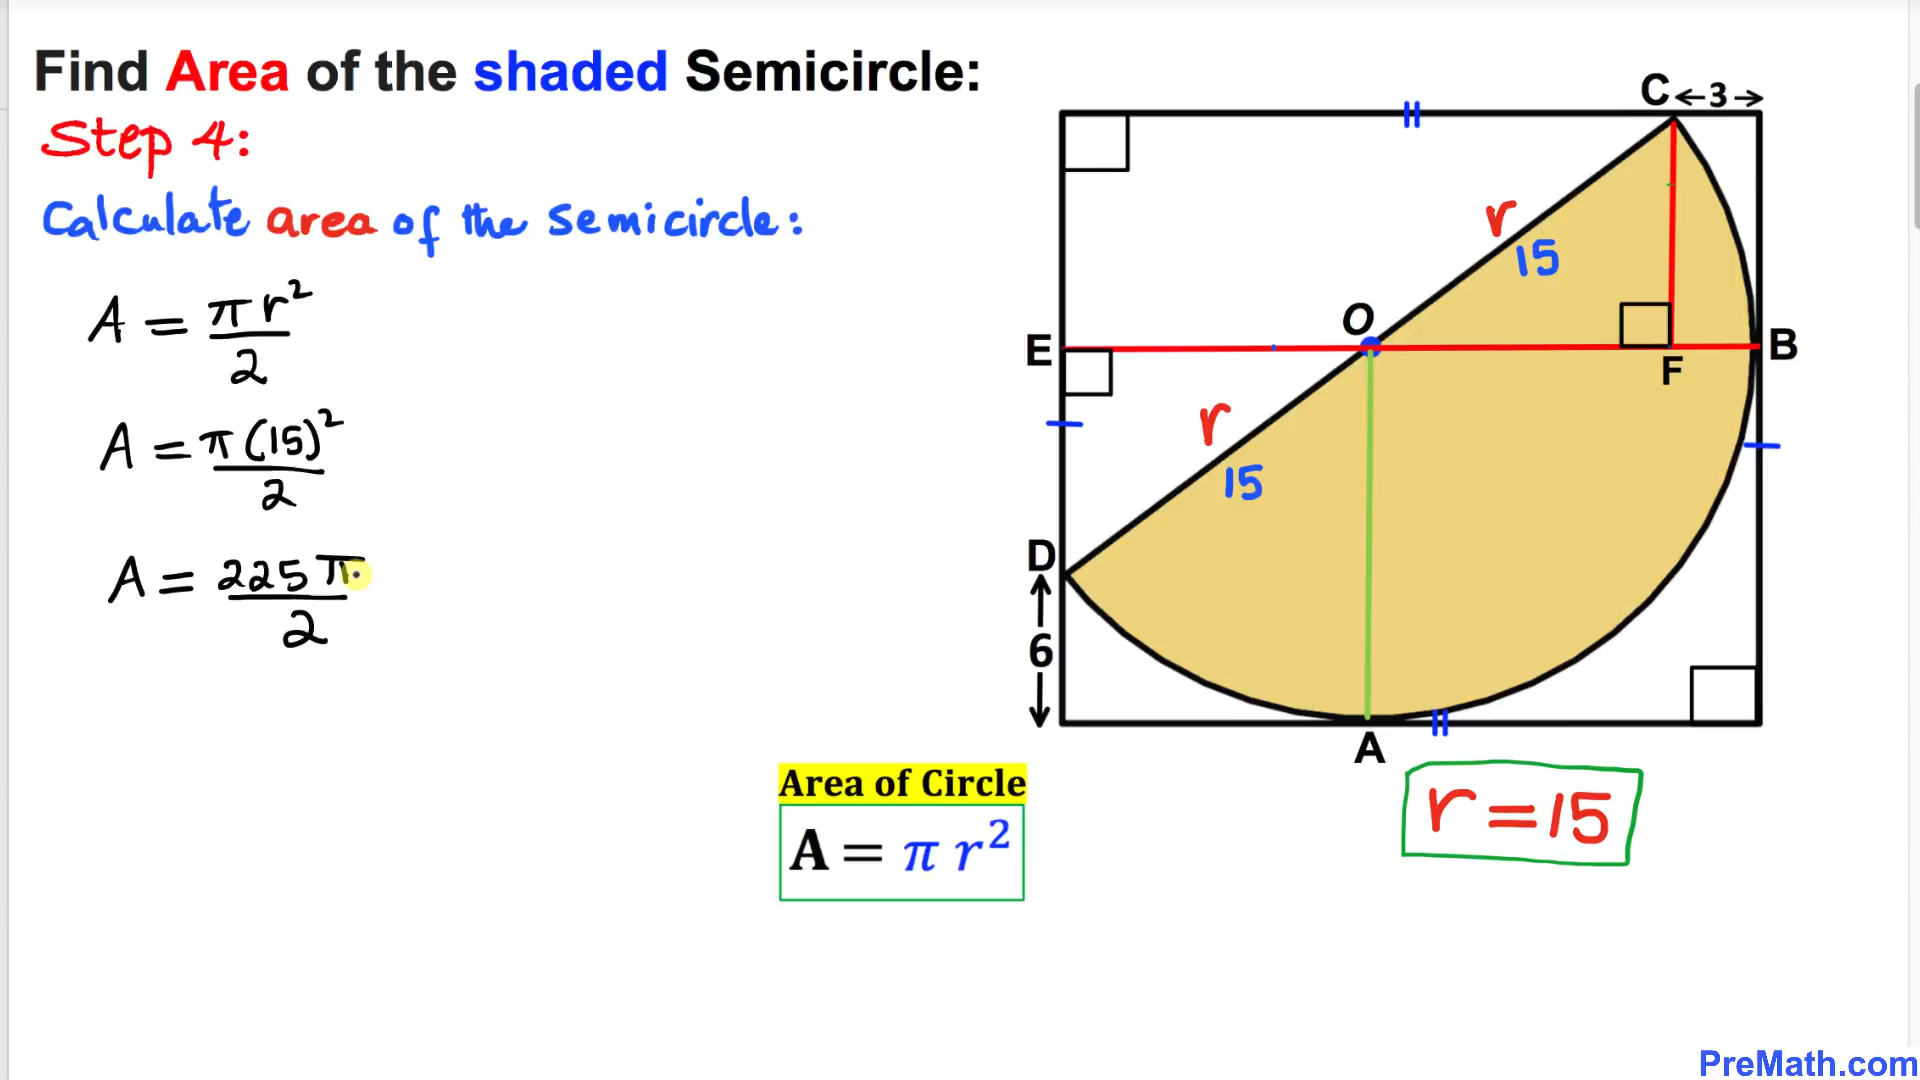 Find Area of the shaded Semicircle:
Step 4:
Calculate area of the semicircle:
A = πr²/2
A = π(15)²/2
A = 225π/2
C ←3→
r
15
O
E
B
F
r
15
D
6
A
r = 15
Area of Circle
A = π r²
PreMath.com